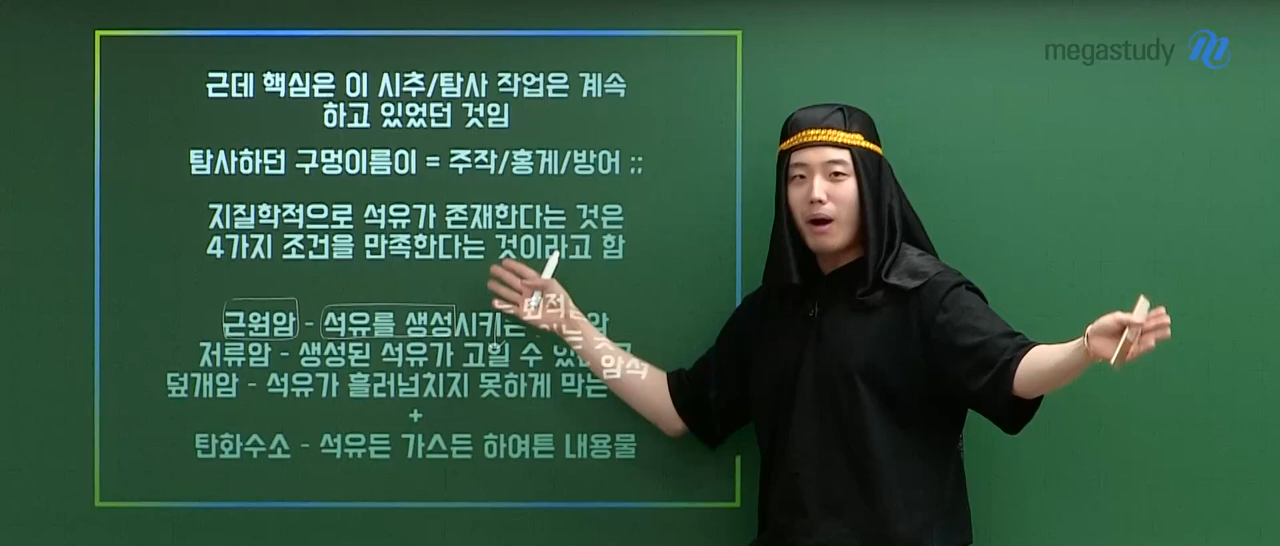 megastudy
근데 핵심은 이 시추/탐사 작업은 계속
하고 있었던 것임
탐사하던 구멍이름이 = 주작/홍게/방어 ;;
지질학적으로 석유가 존재한다는 것은
4가지 조건을 만족한다는 것이라고 함
근원암 - 석유를 생성시키는
저류암 - 생성된 석유가 고일 수
덮개암 - 석유가 흘러넘치지 못하게 막는 암석
+
탄화수소 - 석유든 가스든 하여튼 내용물